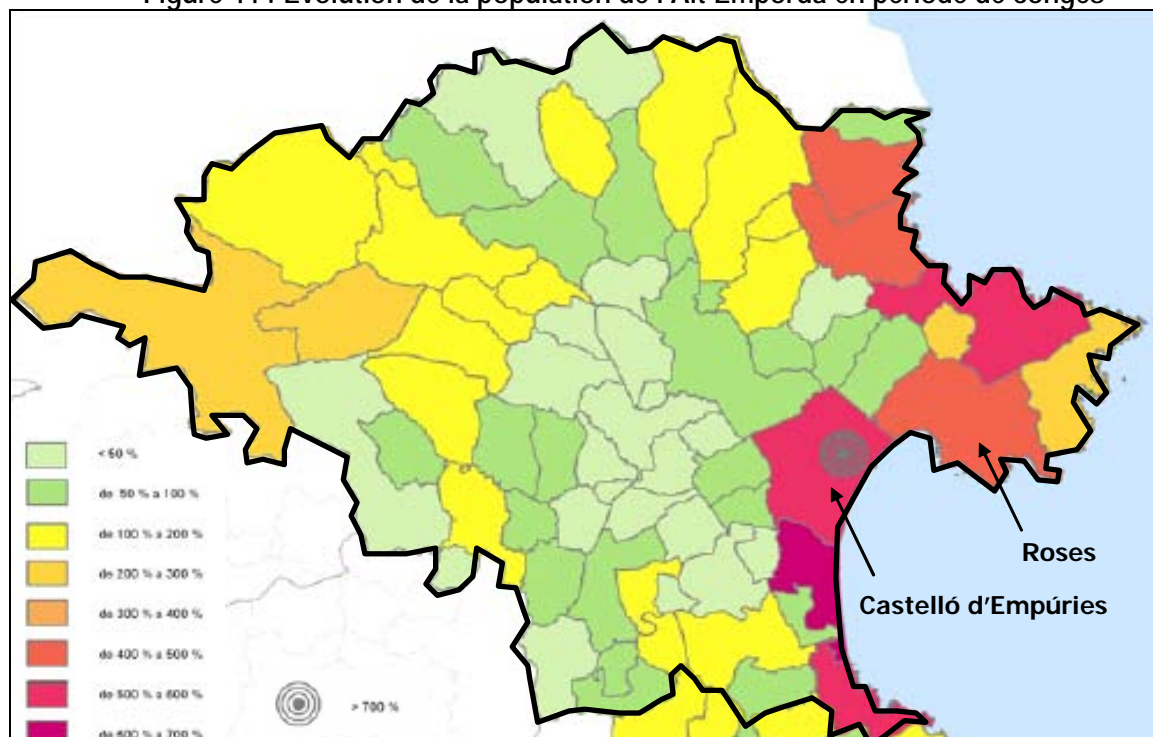 Figure 11 : Evolution de la population de l'Alt Empordà en période de congés
< 50 %
de 50 % a 100 %
de 100 % a 200 %
de 200 % a 300 %
de 300 % a 400 %
de 400 % a 500 %
de 500 % a 600 %
de 600 % a 700 %
> 700 %
Roses
Castelló d'Empúries